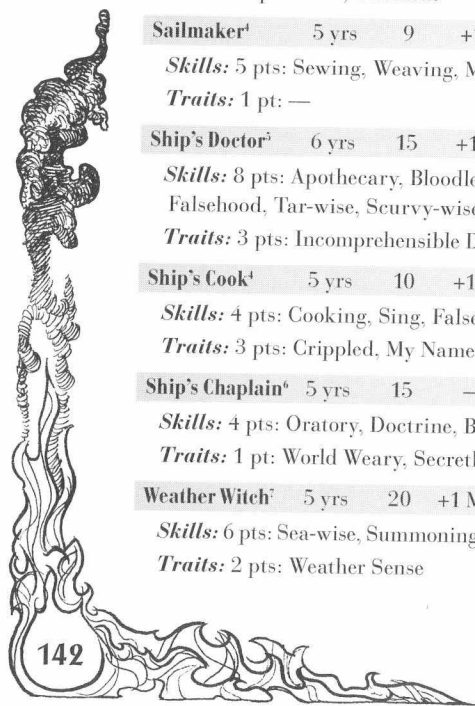 Sailmaker⁴ 5 yrs 9
Skills: 5 pts: Sewing, Weaving,
Traits: 1 pt: —
Ship's Doctor⁵ 6 yrs 15 +1
Skills: 8 pts: Apothecary,
Falsehood, Tar-wise, Scurvy-wise
Traits: 3 pts: Incomprehensible
Ship's Cook⁴ 5 yrs 10 +1
Skills: 4 pts: Cooking, Sing,
Traits: 3 pts: Crippled, My Name
Ship's Chaplain⁶ 5 yrs 15 —
Skills: 4 pts: Oratory, Doctrine,
Traits: 1 pt: World Weary,
Weather Witch⁷ 5 yrs 20 +1 M
Skills: 6 pts: Sea-wise, Summoning
Traits: 2 pts: Weather Sense
142